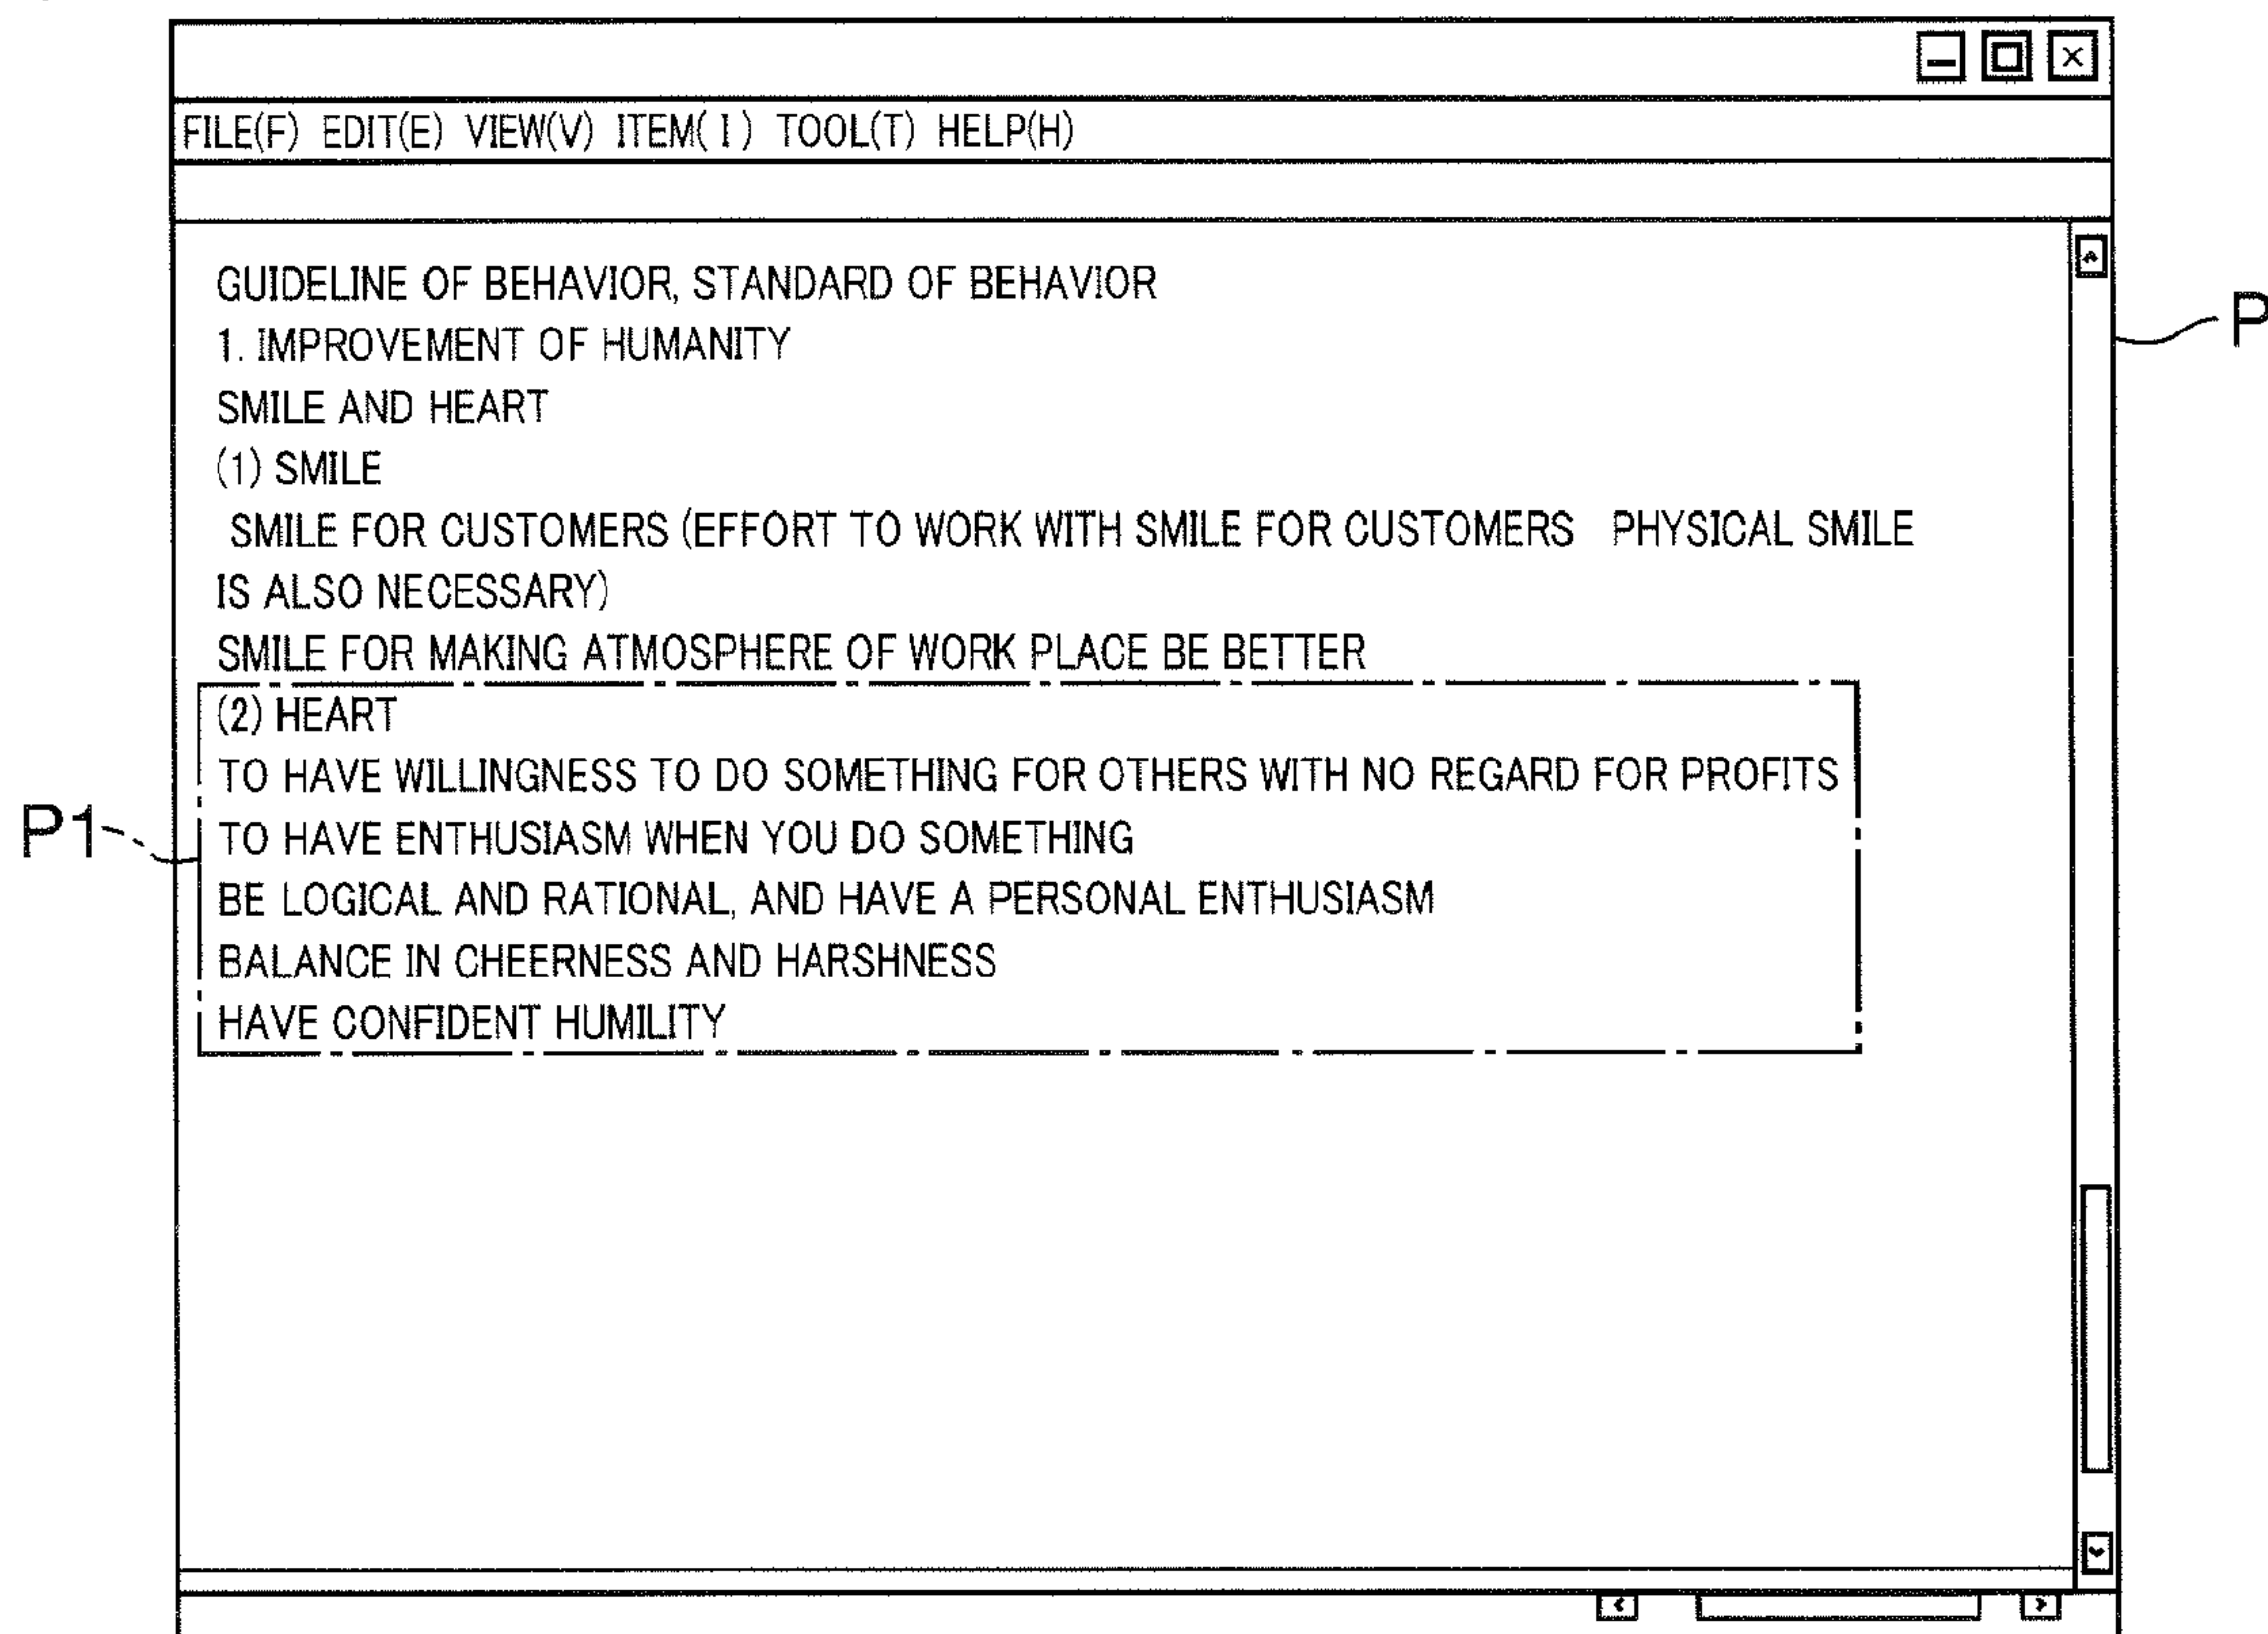 FILE(F) EDIT(E) VIEW(V) ITEM( I ) TOOL(T) HELP(H)
GUIDELINE OF BEHAVIOR, STANDARD OF BEHAVIOR
P
1. IMPROVEMENT OF HUMANITY
SMILE AND HEART
(1) SMILE
SMILE FOR CUSTOMERS (EFFORT TO WORK WITH SMILE FOR CUSTOMERS   PHYSICAL SMILE
IS ALSO NECESSARY)
SMILE FOR MAKING ATMOSPHERE OF WORK PLACE BE BETTER
(2) HEART
TO HAVE WILLINGNESS TO DO SOMETHING FOR OTHERS WITH NO REGARD FOR PROFITS
P1
TO HAVE ENTHUSIASM WHEN YOU DO SOMETHING
BE LOGICAL AND RATIONAL, AND HAVE A PERSONAL ENTHUSIASM
BALANCE IN CHEERNESS AND HARSHNESS
HAVE CONFIDENT HUMILITY